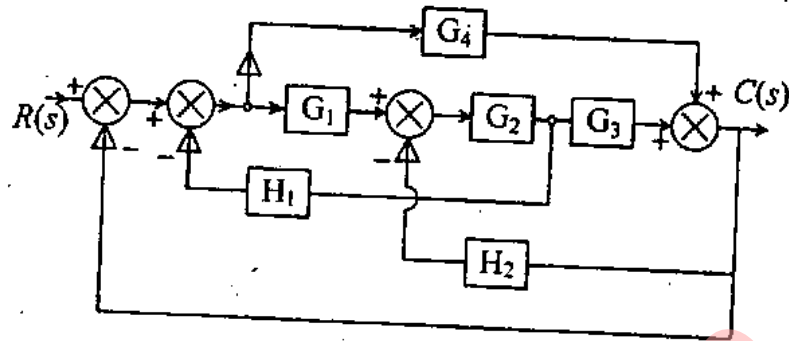 G₄
+
+
C(s)
R(s)
+
G₁
+
G₂
G₃
+
−
−
−
H₁
H₂